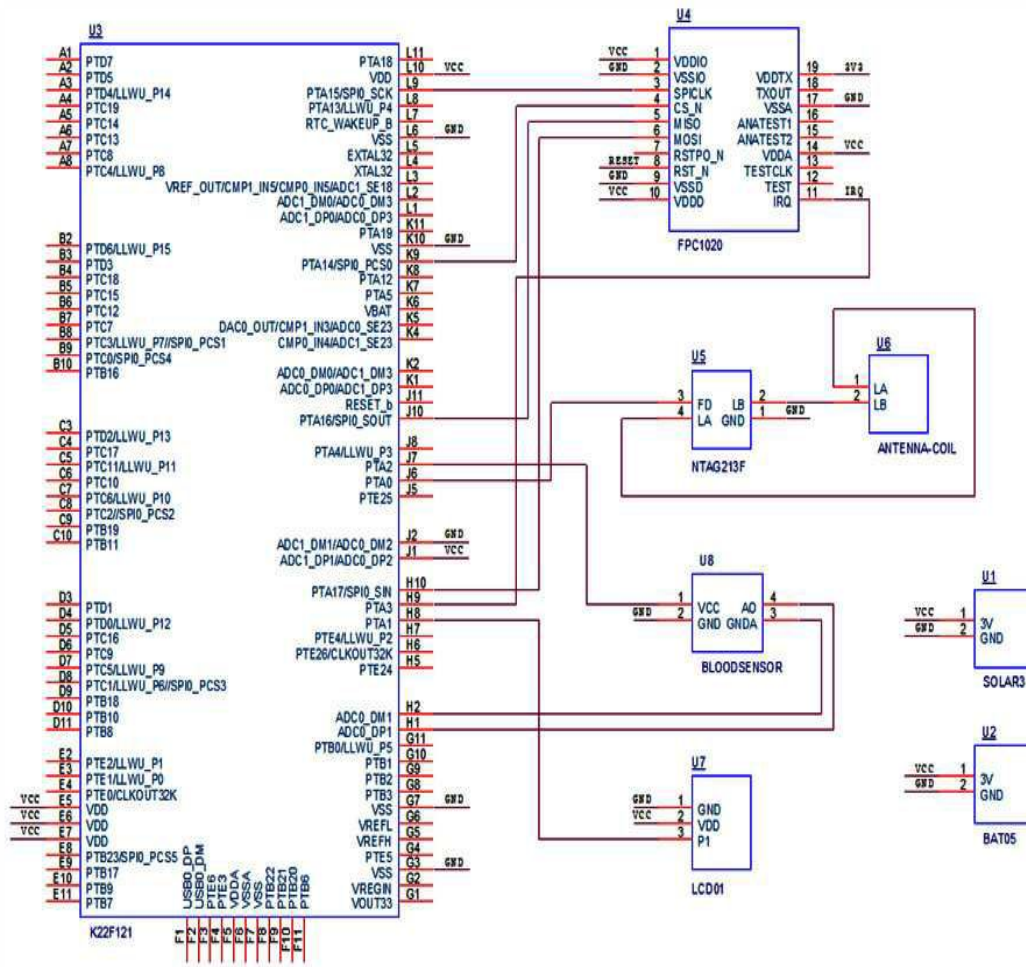 U3
A1 PTD7
A2 PTD5
A3 PTD4/LLWU_P14
A4 PTC19
A5 PTC14
A6 PTC13
A7 PTC8
A8 PTC4/LLWU_P8
B2 PTD6/LLWU_P15
B3 PTD3
B4 PTC18
B5 PTC15
B6 PTC12
B7 PTC7
B8 PTC3/LLWU_P7//SPI0_PCS1
B9 PTC0/SPI0_PCS4
B10 PTB16
C3 PTD2/LLWU_P13
C4 PTC17
C5 PTC11/LLWU_P11
C6 PTC10
C7 PTC6/LLWU_P10
C8 PTC2//SPI0_PCS2
C9 PTB19
C10 PTB11
D3 PTD1
D4 PTD0/LLWU_P12
D5 PTC16
D6 PTC9
D7 PTC5/LLWU_P9
D8 PTC1/LLWU_P6//SPI0_PCS3
D9 PTB18
D10 PTB10
D11 PTB8
E2 PTE2/LLWU_P1
E3 PTE1/LLWU_P0
E4 PTE0/CLKOUT32K
VCC E5 VDD
VCC E6 VDD
VCC E7 VDD
E8 PTB23/SPI0_PCS5
E9 PTB17
E10 PTB9
E11 PTB7
L11 PTA18
L10 VDD VCC
L9 PTA15/SPI0_SCK
L8 PTA13/LLWU_P4
L7 RTC_WAKEUP_B
L6 VSS GND
L5 EXTAL32
L4 XTAL32
L3 VREF_OUT/CMP1_IN5/CMP0_IN5/ADC1_SE18
L2 ADC1_DM0/ADC0_DM3
L1 ADC1_DP0/ADC0_DP3
K11 PTA19
K10 VSS GND
K9 PTA14/SPI0_PCS0
K8 PTA12
K7 PTA5
K6 VBAT
K5 DAC0_OUT/CMP1_IN3/ADC0_SE23
K4 CMP0_IN4/ADC1_SE23
K2 ADC0_DM0/ADC1_DM3
K1 ADC0_DP0/ADC1_DP3
J11 RESET_b
J10 PTA16/SPI0_SOUT
J8 PTA4/LLWU_P3
J7 PTA2
J6 PTA0
J5 PTE25
J2 ADC1_DM1/ADC0_DM2 GND
J1 ADC1_DP1/ADC0_DP2 VCC
H10 PTA17/SPI0_SIN
H9 PTA3
H8 PTA1
H7 PTE4/LLWU_P2
H6 PTE26/CLKOUT32K
H5 PTE24
H2 ADC0_DM1
H1 ADC0_DP1
G11 PTB0/LLWU_P5
G10 PTB1
G9 PTB2
G8 PTB3
G7 VSS GND
G6 VREFL
G5 VREFH
G4 PTE5
G3 VSS GND
G2 VREGIN
G1 VOUT33
F1 USB0_DP
F2 USB0_DM
F3 PTE6
F4 PTE3
F5 VDDA
F6 VSSA
F7 VSS
F8 PTB22
F9 PTB21
F10 PTB20
F11 PTB6
K22F121
U4
VCC 1 VDDIO
GND 2 VSSIO
3 SPICLK
4 CS_N
5 MISO
6 MOSI
7 RSTPO_N
RESET 8 RST_N
GND 9 VSSD
VCC 10 VDDD
VDDTX 19 3V3
TXOUT 18
VSSA 17 GND
ANATEST1 16
ANATEST2 15
VDDA 14 VCC
TESTCLK 13
TEST 12
IRQ 11 IRQ
FPC1020
U5
3 FD LB 2
4 LA GND 1 GND
NTAG213F
U6
1 LA
2 LB
ANTENNA-COIL
U8
1 VCC AO 4
GND 2 GND GNDA 3
BLOODSENSOR
U7
GND 1 GND
VCC 2 VDD
3 P1
LCD01
U1
VCC 1 3V
GND 2 GND
SOLAR3
U2
VCC 1 3V
GND 2 GND
BAT05